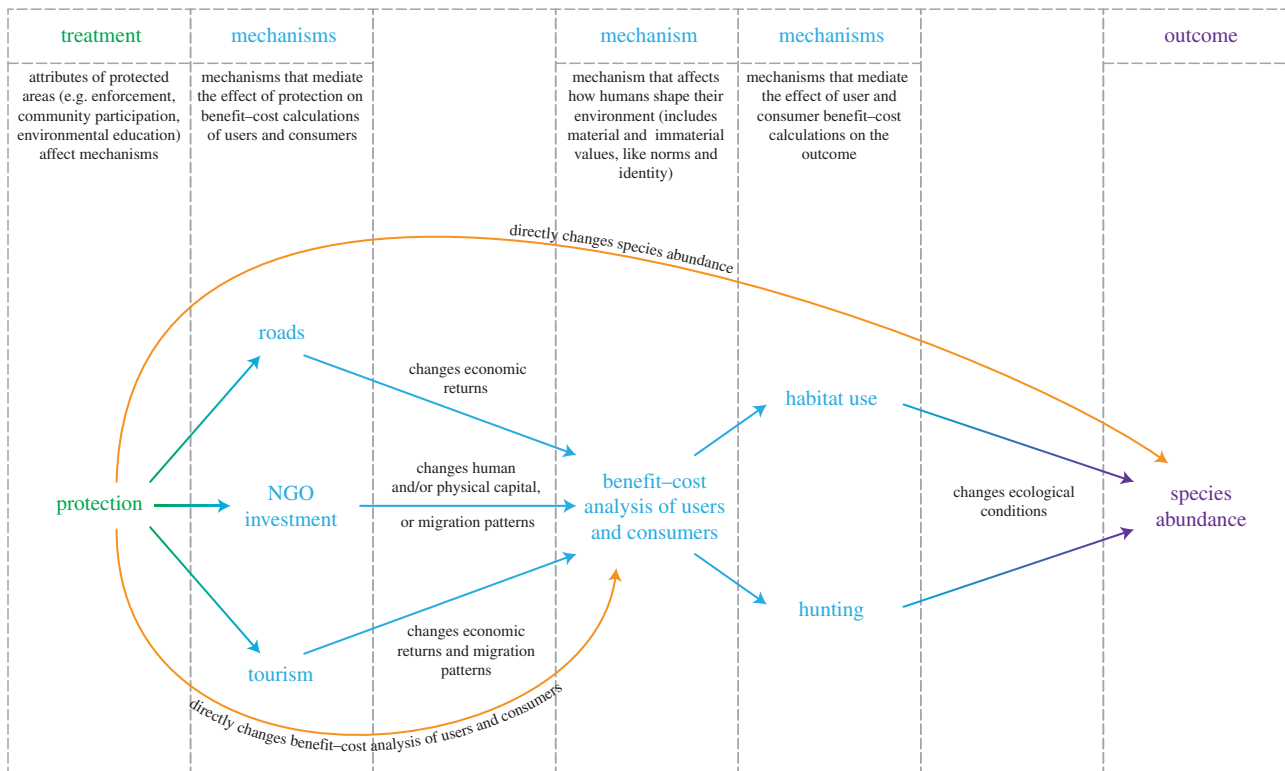 treatment
mechanisms
mechanism
mechanisms
outcome
attributes of protected
areas (e.g. enforcement,
community participation,
environmental education)
affect mechanisms
mechanisms that mediate
the effect of protection on
benefit–cost calculations
of users and consumers
mechanism that affects
how humans shape their
environment (includes
material and immaterial
values, like norms and
identity)
mechanisms that mediate
the effect of user and
consumer benefit–cost
calculations on the
outcome
directly changes species abundance
roads
changes economic
returns
habitat use
protection
NGO
investment
changes human
and/or physical capital,
or migration patterns
benefit–cost
analysis of users
and consumers
changes ecological
conditions
species
abundance
hunting
tourism
changes economic
returns and migration
patterns
directly changes benefit–cost analysis of users and consumers